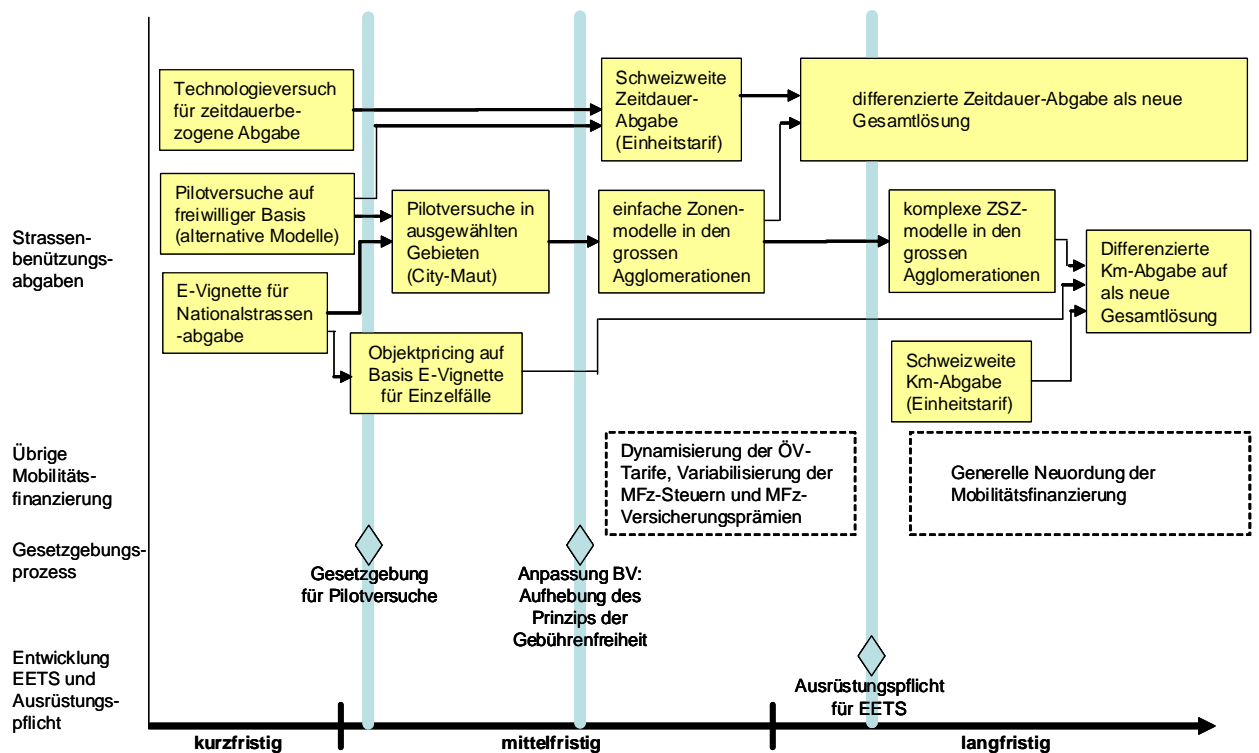 Technologieversuch
für zeitdauerbe-
zogene Abgabe
Schweizweite
Zeitdauer-
Abgabe
(Einheitstarif)
differenzierte Zeitdauer-Abgabe als neue
Gesamtlösung
Strassen-
benützungs-
abgaben
Pilotversuche auf
freiwilliger Basis
(alternative Modelle)
Pilotversuche in
ausgewählten
Gebieten
(City-Maut)
einfache Zonen-
modelle in den
grossen
Agglomerationen
komplexe ZSZ-
modelle in den
grossen
Agglomerationen
Differenzierte
Km-Abgabe auf
als neue
Gesamtlösung
E-Vignette für
Nationalstrassen
-abgabe
Objektpricing auf
Basis E-Vignette
für Einzelfälle
Schweizweite
Km-Abgabe
(Einheitstarif)
Übrige
Mobilitäts-
finanzierung
Dynamisierung der ÖV-
Tarife, Variabilisierung der
MFz-Steuern und MFz-
Versicherungsprämien
Generelle Neuordung der
Mobilitätsfinanzierung
Gesetzgebungs-
prozess
Gesetzgebung
für Pilotversuche
Anpassung BV:
Aufhebung des
Prinzips der
Gebührenfreiheit
Entwicklung
EETS und
Ausrüstungs-
pflicht
Ausrüstungspflicht
für EETS
kurzfristig
mittelfristig
langfristig